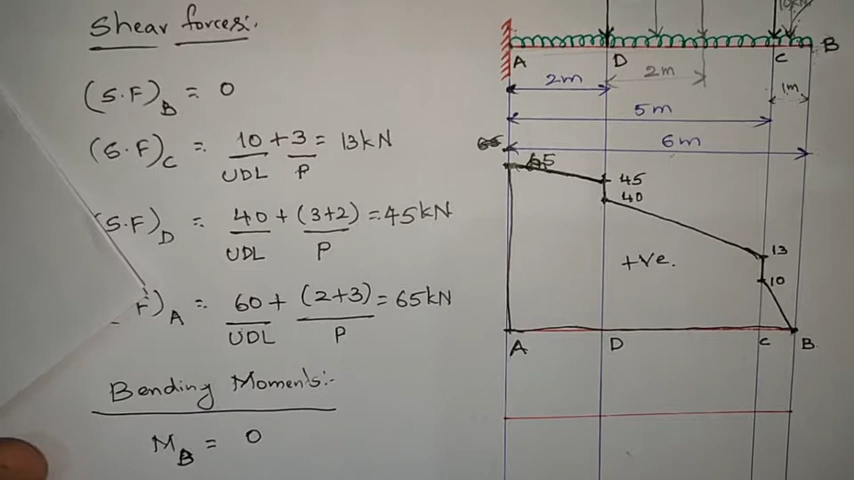 Shear forces:-
(S.F)B = 0
(S.F)C = 10 + 3 = 13kN
UDL P
(S.F)D = 40 + (3+2) = 45kN
UDL P
F)A = 60 + (2+3) = 65kN
UDL P
Bending Moments:-
MB = 0
10kN
A D C B
2m 2m 1m
5m
6m
65
45
40
13
10
+ve.
A D C B